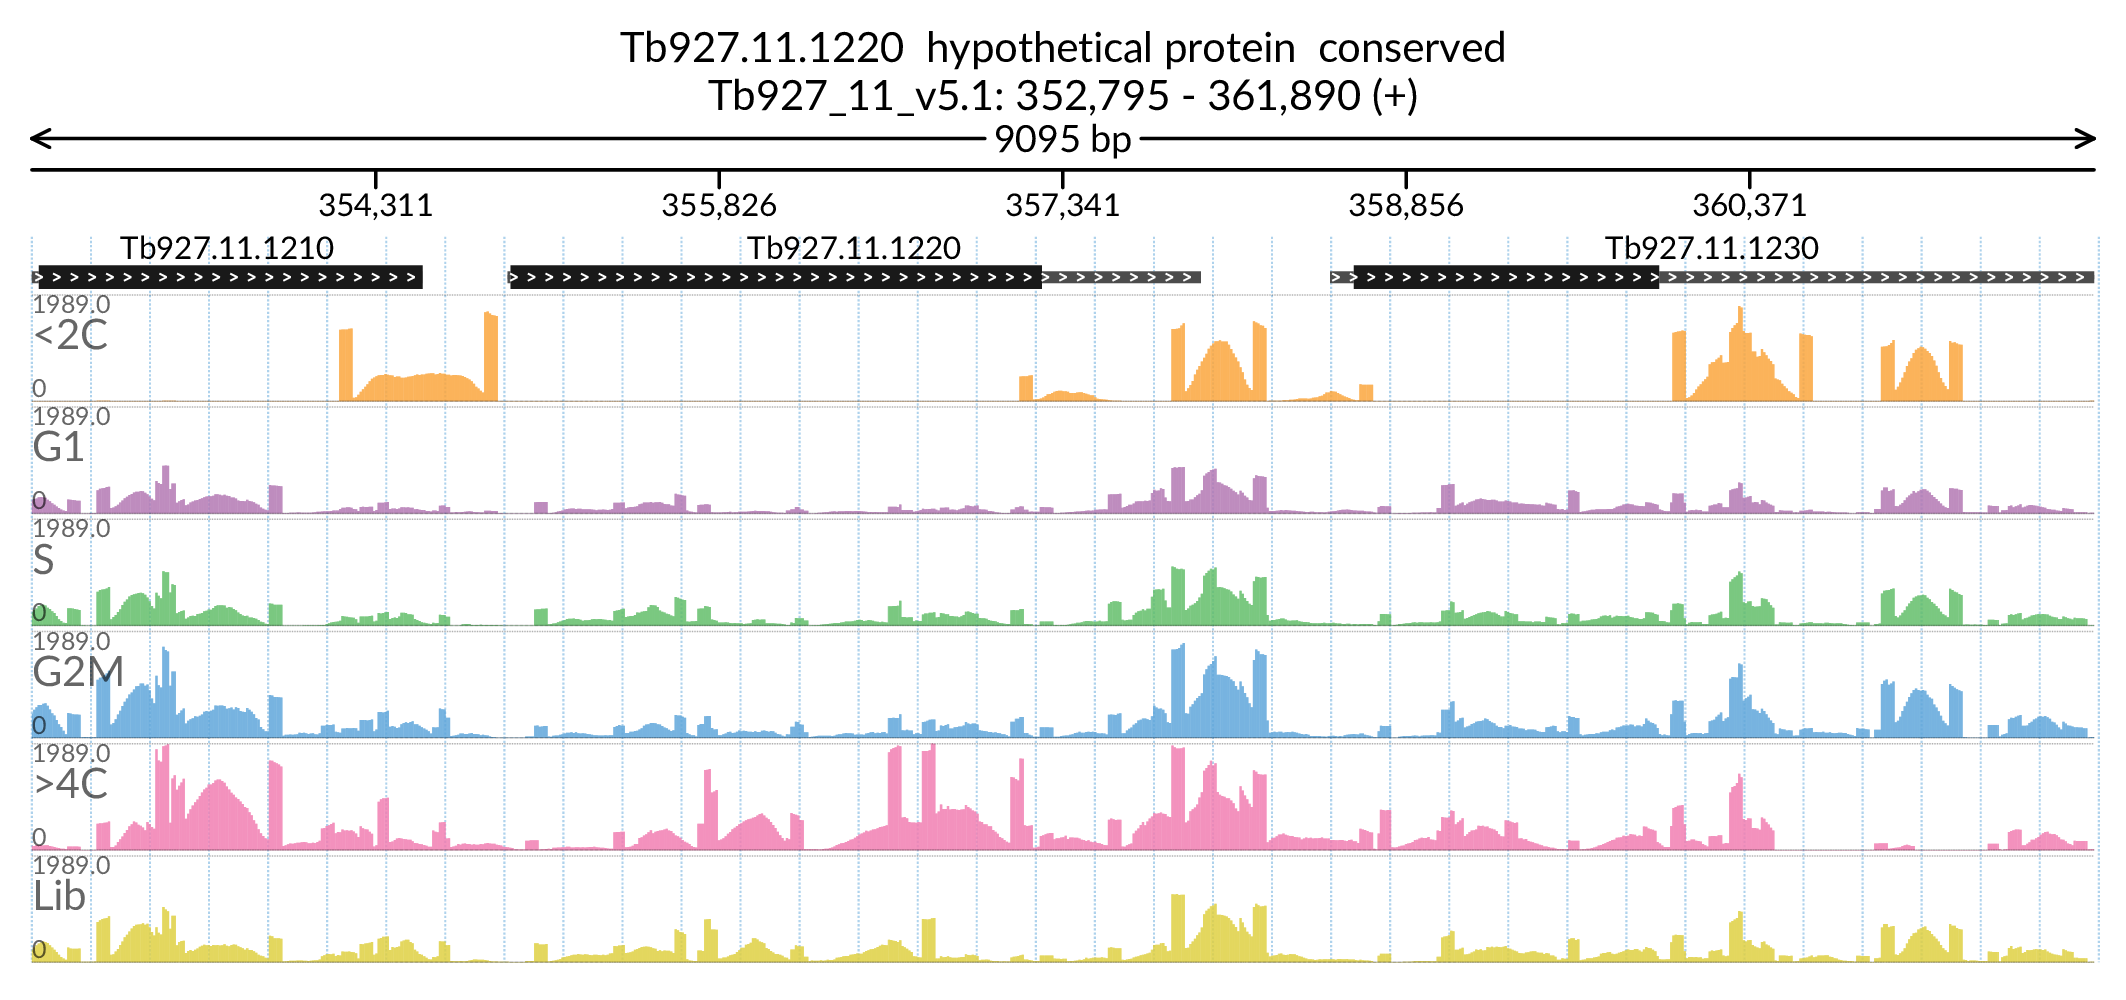 Tb927.11.1220  hypothetical protein  conserved
Tb927_11_v5.1: 352,795 - 361,890 (+)
9095 bp
354,311 355,826 357,341 358,856 360,371
Tb927.11.1210 Tb927.11.1220 Tb927.11.1230
1989.0
<2C
0
1989.0
G1
0
1989.0
S
0
1989.0
G2M
0
1989.0
>4C
0
1989.0
Lib
0